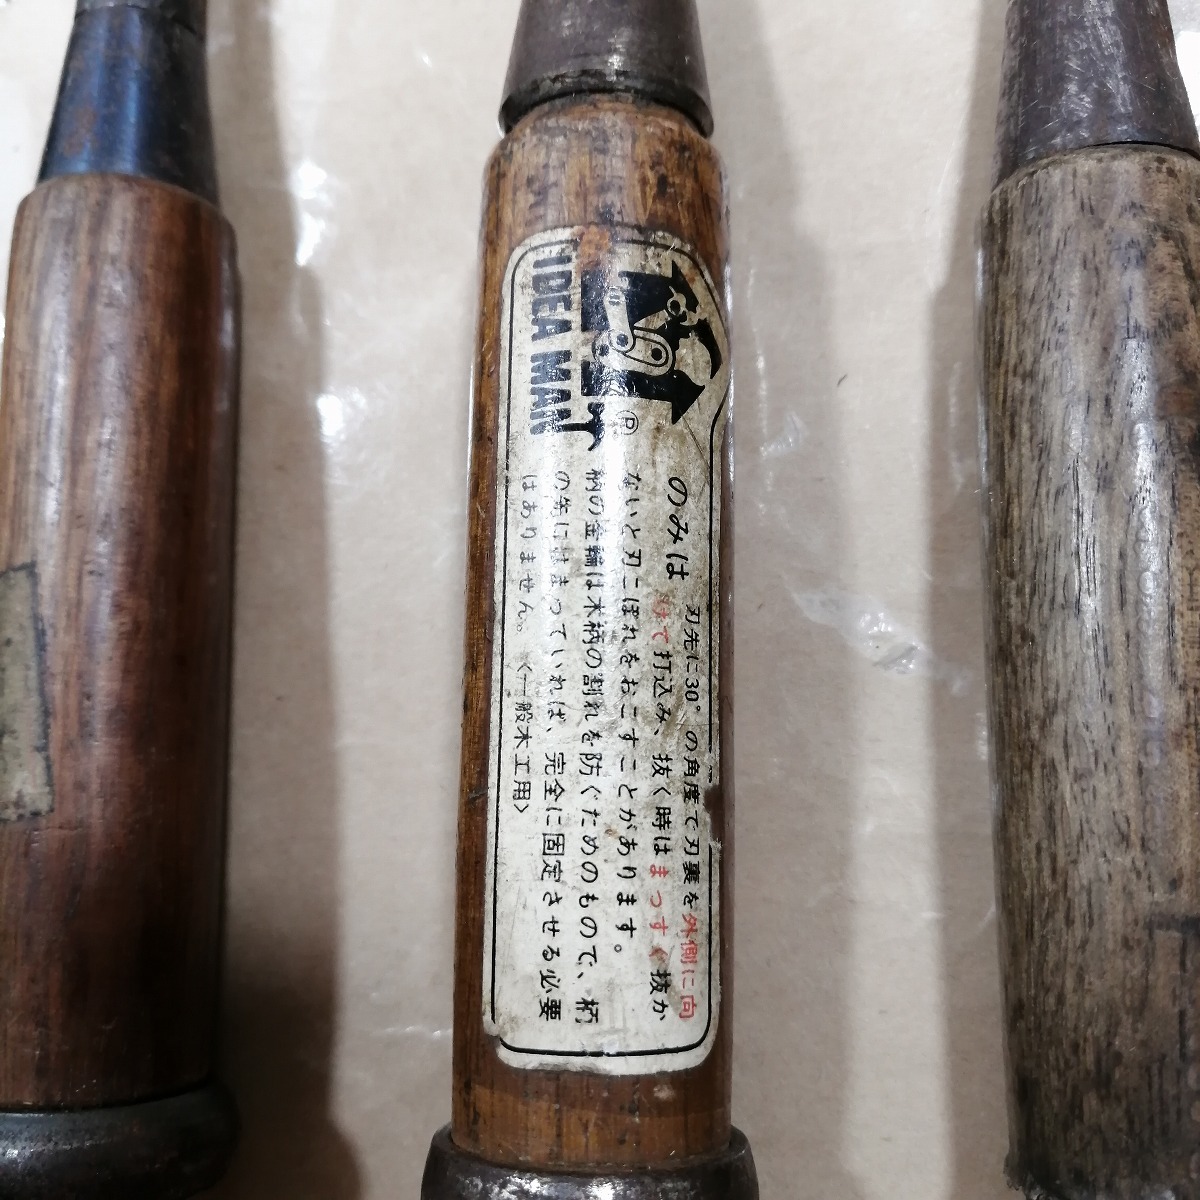 IDEA MAN
®
のみは 刃先に30°の角度で刃裏を外側に向
けて打込み、抜く時はまっすぐ抜か
ないと刃こぼれをおこすことがあります。
柄の金輪は木柄の割れを防ぐためのもので、柄
の先にはまっていれば、完全に固定させる必要
はありません。〈一般木工用〉